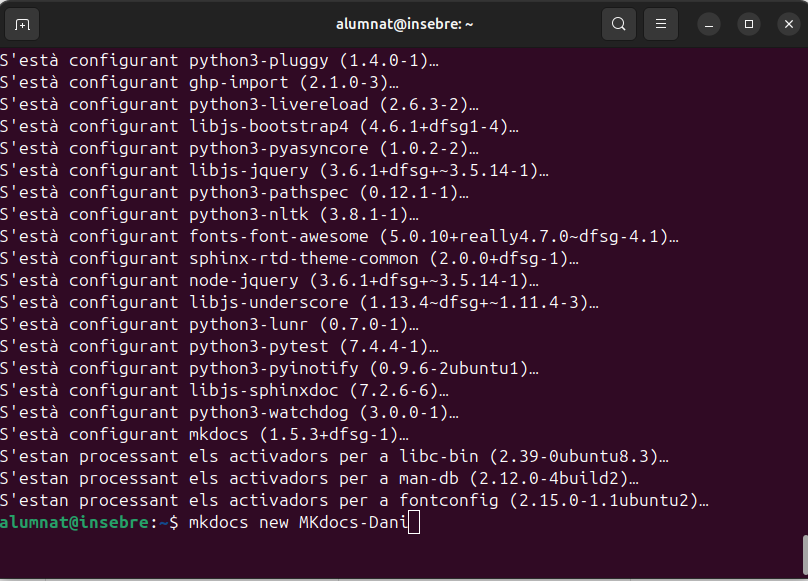 alumnat@insebre: ~
S'està configurant python3-pluggy (1.4.0-1)…
S'està configurant ghp-import (2.1.0-3)…
S'està configurant python3-livereload (2.6.3-2)…
S'està configurant libjs-bootstrap4 (4.6.1+dfsg1-4)…
S'està configurant python3-pyasyncore (1.0.2-2)…
S'està configurant libjs-jquery (3.6.1+dfsg+~3.5.14-1)…
S'està configurant python3-pathspec (0.12.1-1)…
S'està configurant python3-nltk (3.8.1-1)…
S'està configurant fonts-font-awesome (5.0.10+really4.7.0~dfsg-4.1)…
S'està configurant sphinx-rtd-theme-common (2.0.0+dfsg-1)…
S'està configurant node-jquery (3.6.1+dfsg+~3.5.14-1)…
S'està configurant libjs-underscore (1.13.4~dfsg+~1.11.4-3)…
S'està configurant python3-lunr (0.7.0-1)…
S'està configurant python3-pytest (7.4.4-1)…
S'està configurant python3-pyinotify (0.9.6-2ubuntu1)…
S'està configurant libjs-sphinxdoc (7.2.6-6)…
S'està configurant python3-watchdog (3.0.0-1)…
S'està configurant mkdocs (1.5.3+dfsg-1)…
S'estan processant els activadors per a libc-bin (2.39-0ubuntu8.3)…
S'estan processant els activadors per a man-db (2.12.0-4build2)…
S'estan processant els activadors per a fontconfig (2.15.0-1.1ubuntu2)…
alumnat@insebre:~$ mkdocs new MKdocs-Dani